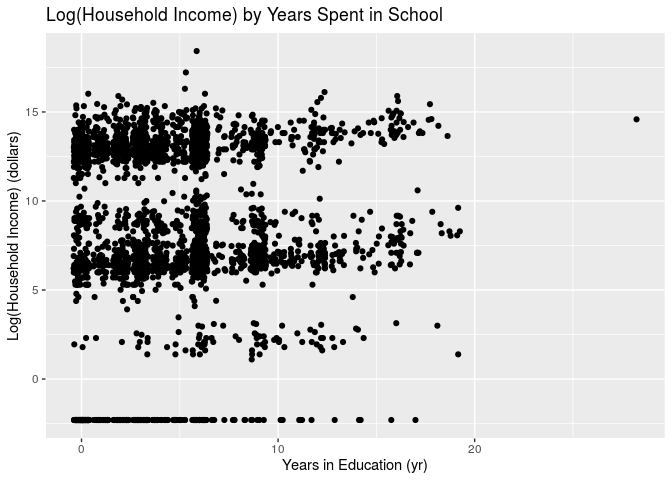 Log(Household Income) by Years Spent in School
15
10
5
0
Log(Household Income) (dollars)
0 10 20
Years in Education (yr)